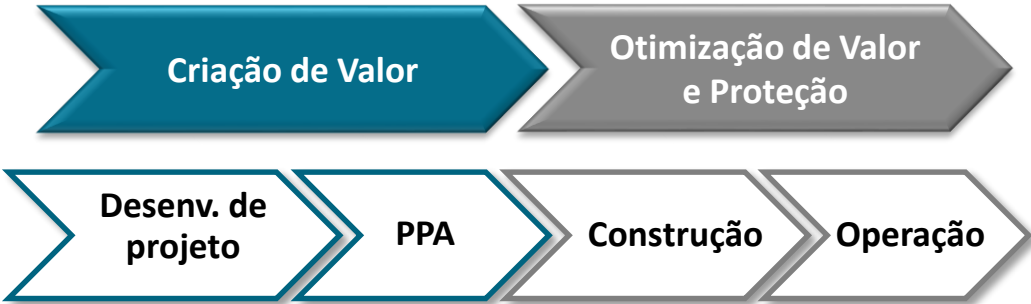 Criação de Valor
Otimização de Valor
e Proteção
Desenv. de
projeto
PPA
Construção
Operação